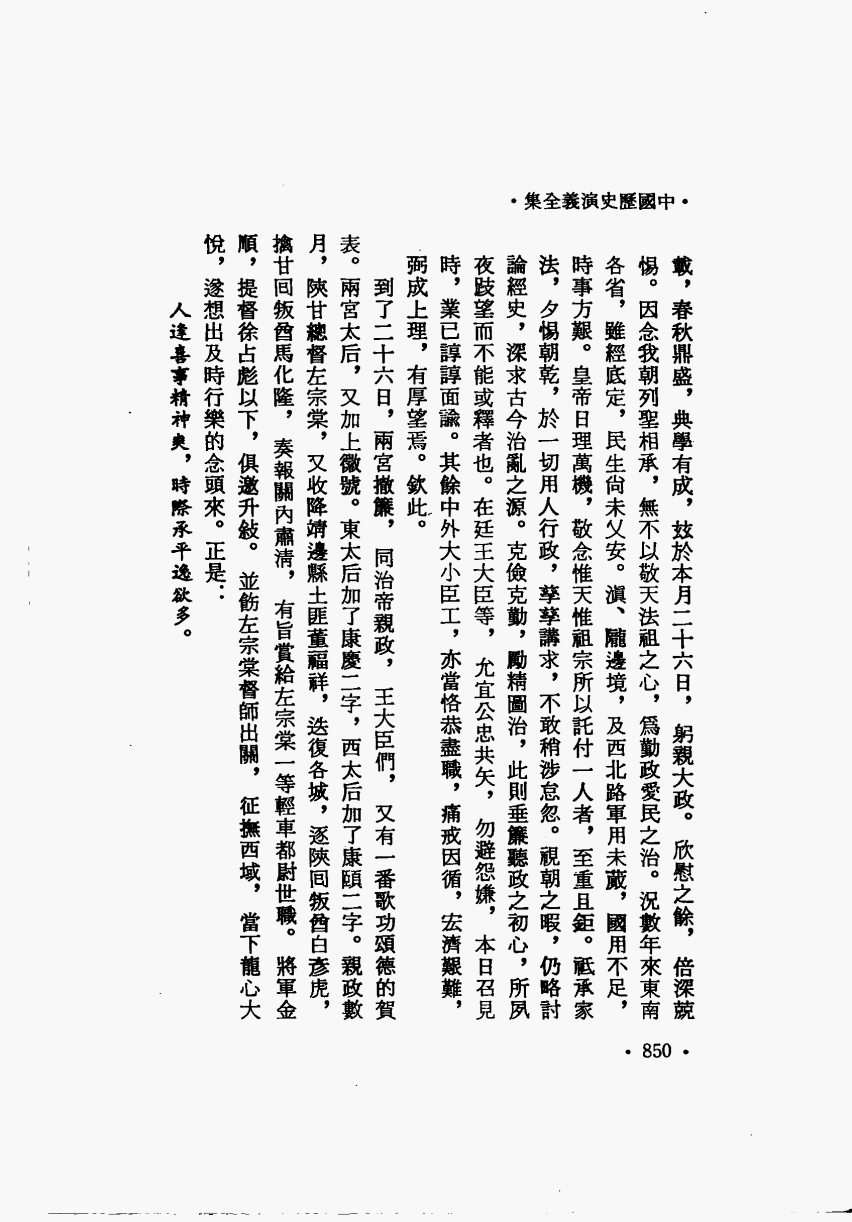 •中國歷史演義全集•
載，春秋鼎盛，典學有成，玆於本月二十六日，躬親大政。欣慰之餘，倍深兢
惕。因念我朝列聖相承，無不以敬天法祖之心，爲勤政愛民之治。況數年來東南
各省，雖經底定，民生尙未乂安。滇、隴邊境，及西北路軍用未蕆，國用不足，
時事方艱。皇帝日理萬機，敬念惟天惟祖宗所以託付一人者，至重且鉅。祗承家
法，夕惕朝乾，於一切用人行政，孳孳講求，不敢稍涉怠忽。視朝之暇，仍略討
論經史，深求古今治亂之源。克儉克勤，勵精圖治，此則垂簾聽政之初心，所夙
夜跂望而不能或釋者也。在廷王大臣等，允宜公忠共矢，勿避怨嫌，本日召見
時，業已諄諄面諭。其餘中外大小臣工，亦當恪恭盡職，痛戒因循，宏濟艱難，
弼成上理，有厚望焉。欽此。
到了二十六日，兩宮撤簾，同治帝親政，王大臣們，又有一番歌功頌德的賀
表。兩宮太后，又加上徽號。東太后加了康慶二字，西太后加了康頤二字。親政數
月，陝甘總督左宗棠，又收降靖邊縣土匪董福祥，迭復各城，逐陝囘叛酋白彥虎，
擒甘囘叛酋馬化隆，奏報關內肅淸，有旨賞給左宗棠一等輕車都尉世職。將軍金
順，提督徐占彪以下，俱邀升敍。並飭左宗棠督師出關，征撫西域，當下龍心大
悅，遂想出及時行樂的念頭來。正是：
人逢喜事精神爽，時際承平逸欲多。
•850•